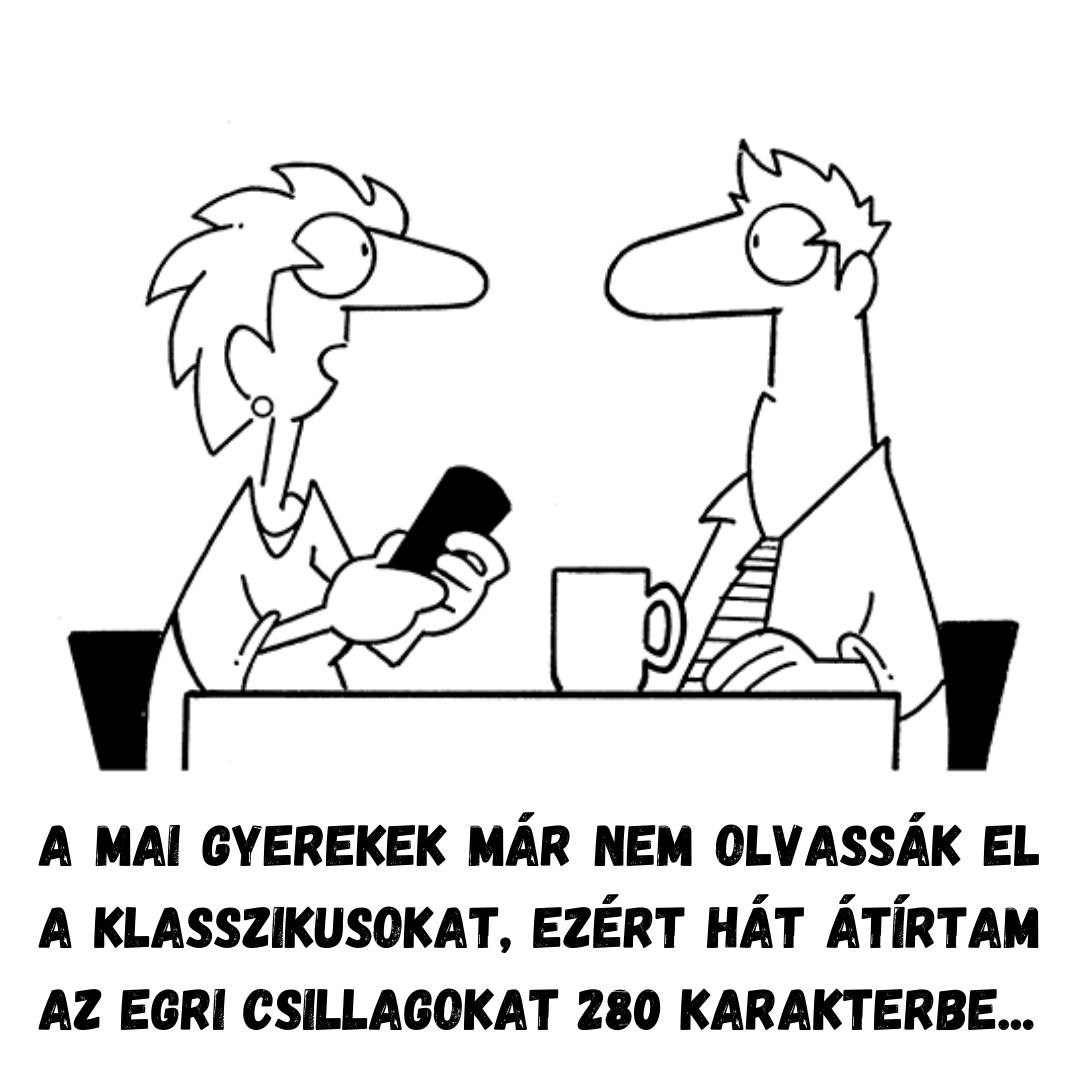 A MAI GYEREKEK MÁR NEM OLVASSÁK EL
A KLASSZIKUSOKAT, EZÉRT HÁT ÁTÍRTAM
AZ EGRI CSILLAGOKAT 280 KARAKTERBE...